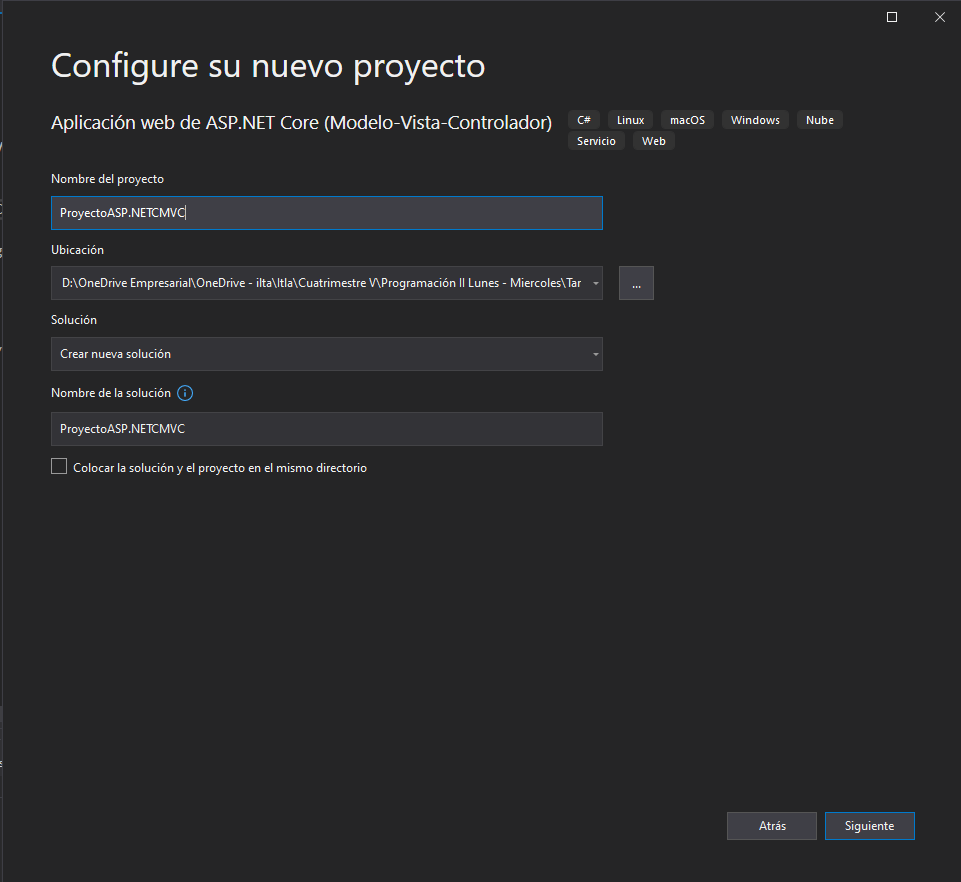 Configure su nuevo proyecto
Aplicación web de ASP.NET Core (Modelo-Vista-Controlador)
C# Linux macOS Windows Nube
Servicio Web
Nombre del proyecto
ProyectoASP.NETCMVC
Ubicación
D:\OneDrive Empresarial\OneDrive - ilta\Itla\Cuatrimestre V\Programación II Lunes - Miercoles\Tar
...
Solución
Crear nueva solución
Nombre de la solución
ProyectoASP.NETCMVC
Colocar la solución y el proyecto en el mismo directorio
Atrás Siguiente